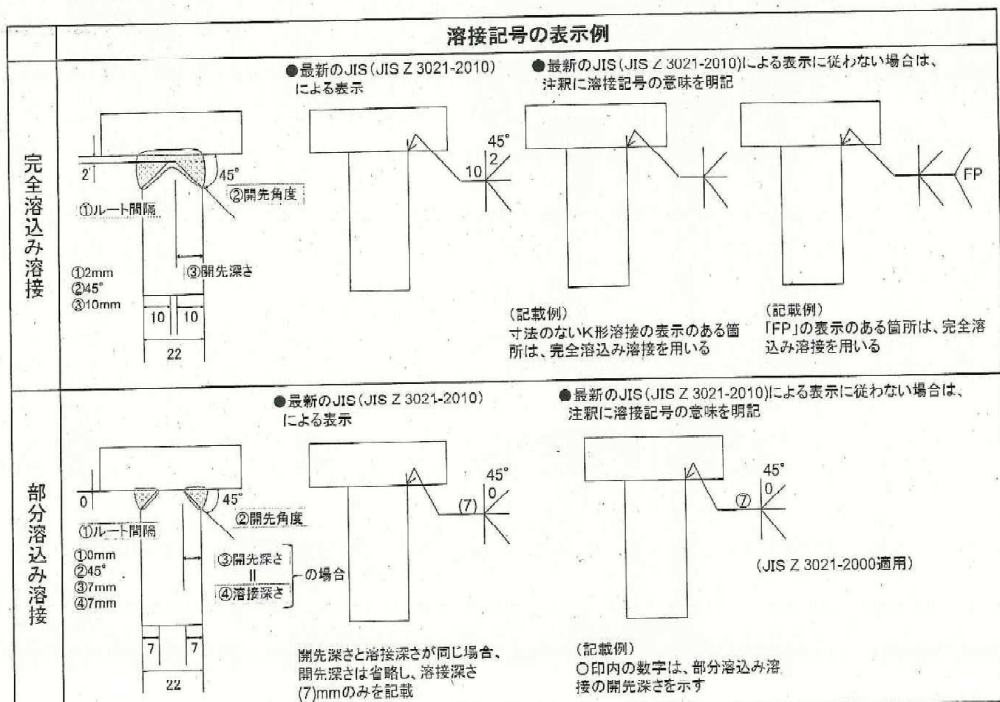 溶接記号の表示例
完全溶込み溶接
2
45°
②開先角度
①ルート間隔
③開先深さ
①2mm
②45°
③10mm
10 10
22
●最新のJIS(JIS Z 3021-2010)
による表示
45°
2
10
●最新のJIS(JIS Z 3021-2010)による表示に従わない場合は、
注釈に溶接記号の意味を明記
(記載例)
寸法のないK形溶接の表示のある箇
所は、完全溶込み溶接を用いる
FP
(記載例)
「FP」の表示のある箇所は、完全溶
込み溶接を用いる
部分溶込み溶接
0
45°
②開先角度
①ルート間隔
①0mm
②45°
③7mm
④7mm
③開先深さ
||
④溶接深さ
の場合
7 7
22
●最新のJIS(JIS Z 3021-2010)
による表示
45°
0
(7)
開先深さと溶接深さが同じ場合、
開先深さは省略し、溶接深さ
(7)mmのみを記載
●最新のJIS(JIS Z 3021-2010)による表示に従わない場合は、
注釈に溶接記号の意味を明記
45°
0
⑦
(JIS Z 3021-2000適用)
(記載例)
○印内の数字は、部分溶込み溶
接の開先深さを示す